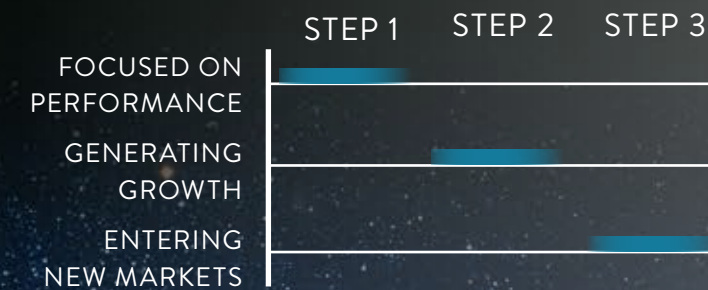 STEP 1 STEP 2 STEP 3
FOCUSED ON
PERFORMANCE
GENERATING
GROWTH
ENTERING
NEW MARKETS